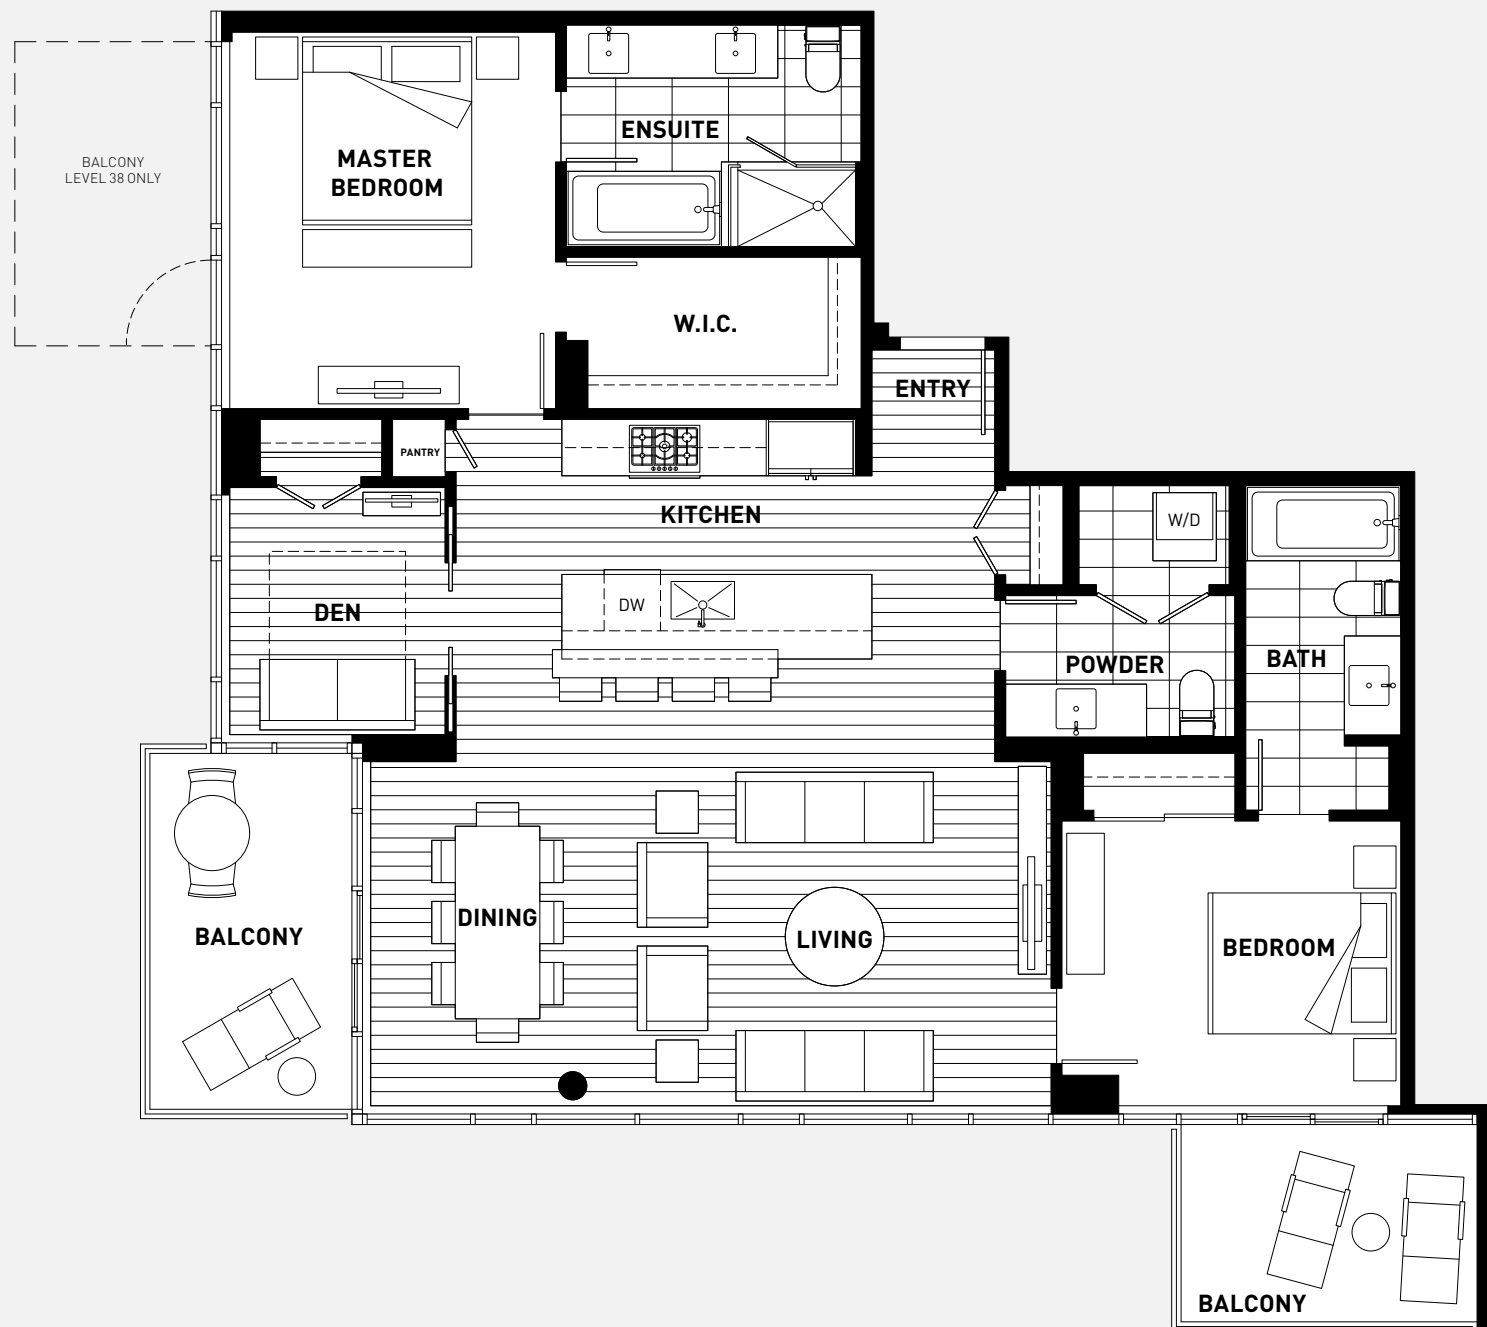 ENSUITE
MASTER
BEDROOM
BALCONY
LEVEL 38 ONLY
W.I.C.
ENTRY
PANTRY
KITCHEN
W/D
DEN
DW
POWDER
BATH
BALCONY
DINING
LIVING
BEDROOM
BALCONY